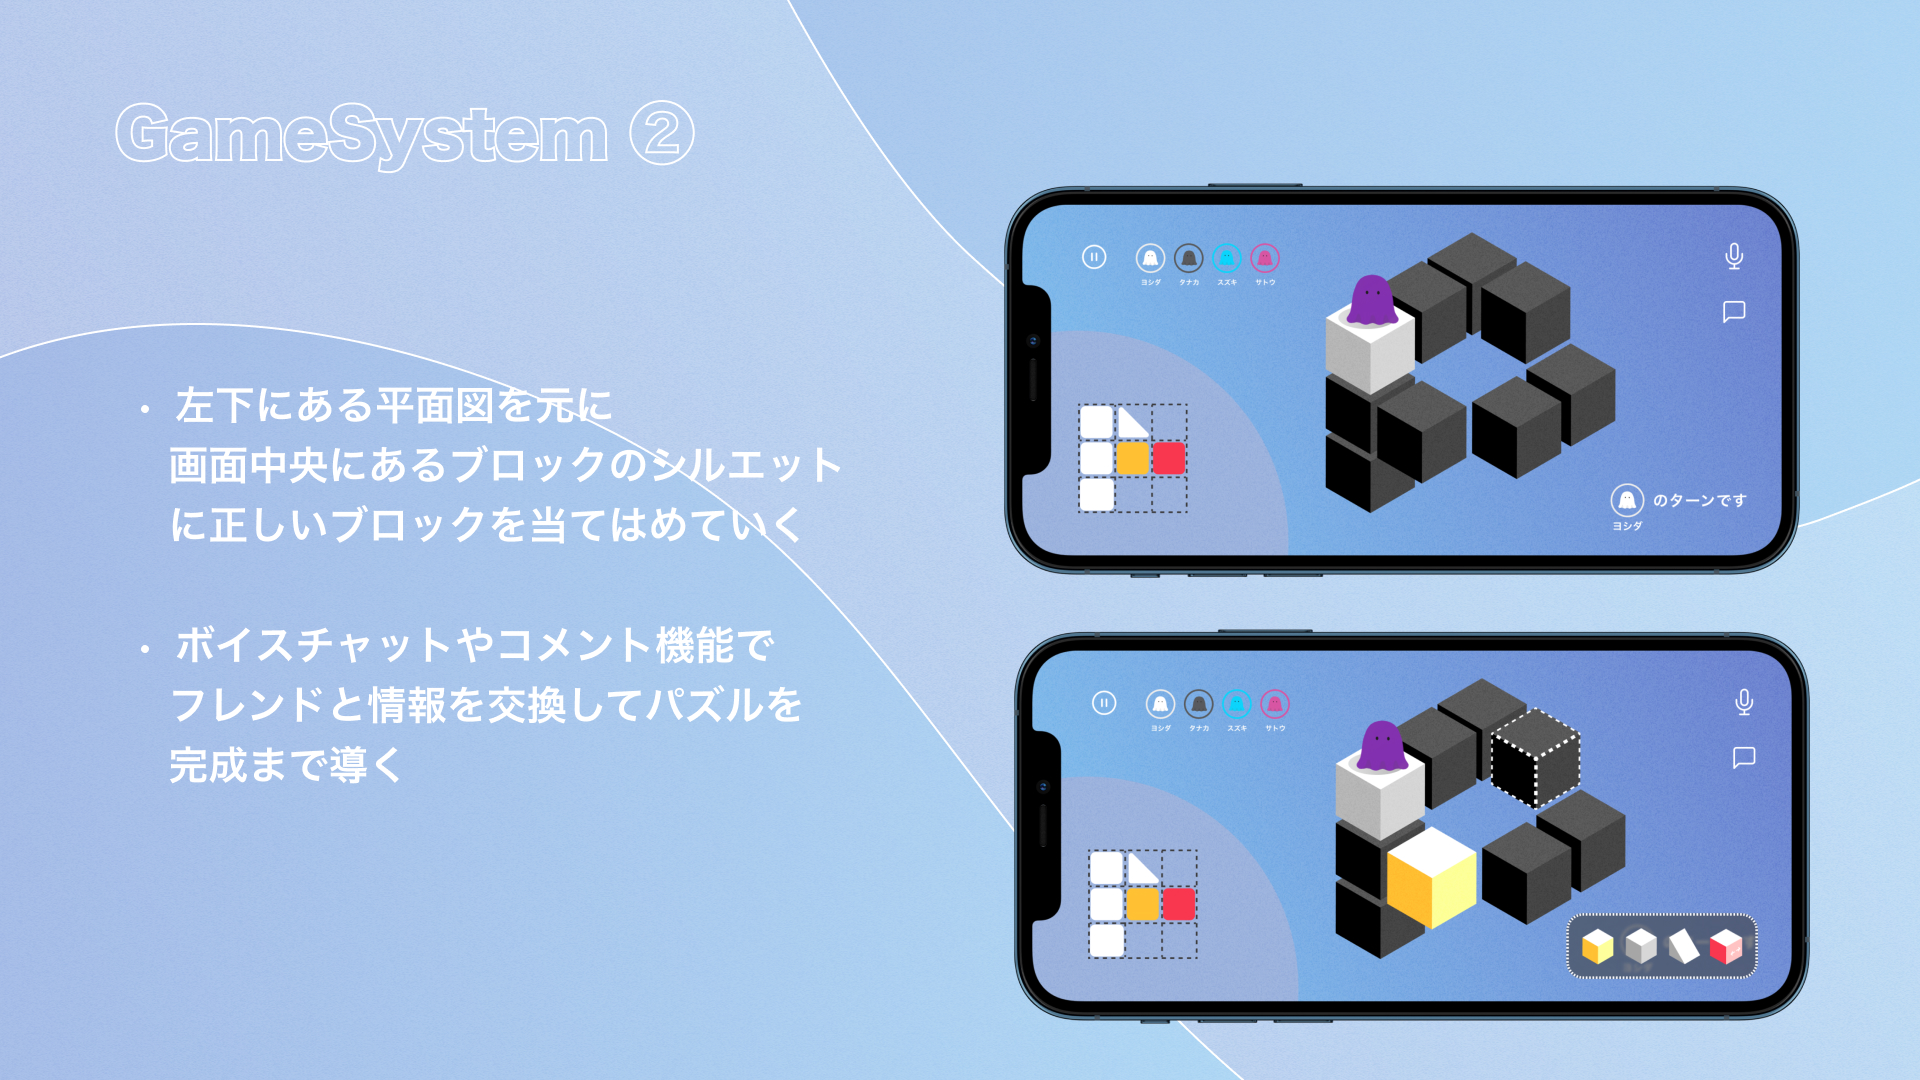 GameSystem ②
・左下にある平面図を元に
画面中央にあるブロックのシルエット
に正しいブロックを当てはめていく
・ボイスチャットやコメント機能で
フレンドと情報を交換してパズルを
完成まで導く
ヨシダ タナカ スズキ サトウ
のターンです
ヨシダ
ヨシダ タナカ スズキ サトウ